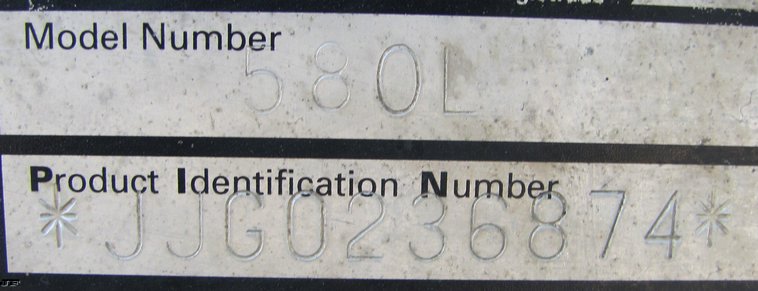 Model Number
580L
Product Identification Number
*JJG0236874*